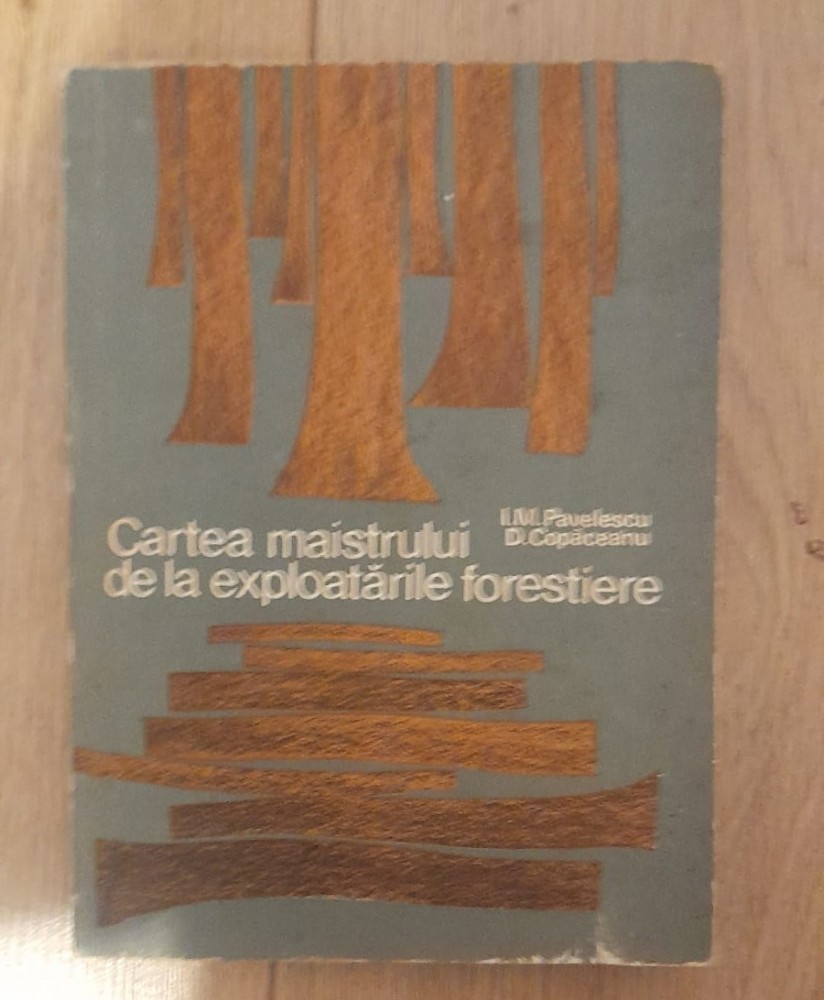 I.M.Pavelescu
D.Copăceanu
Cartea maistrului
de la exploatările forestiere